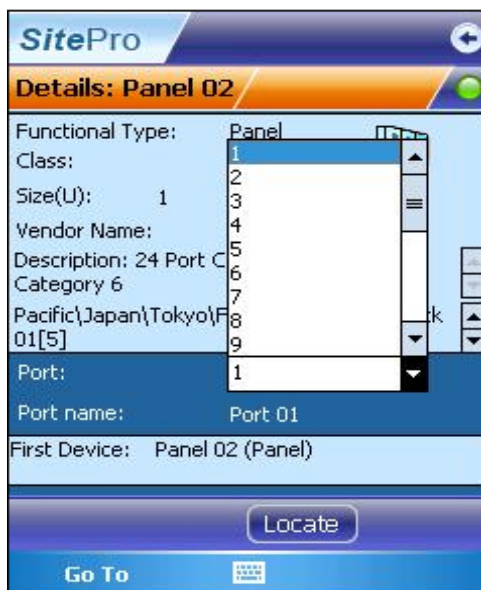 SitePro
Details: Panel 02
Functional Type: Panel
Class:
Size(U): 1
Vendor Name:
Description: 24 Port C
Category 6
Pacific\Japan\Tokyo\F k
01[5]
1
2
3
4
5
6
7
8
9
Port: 1
Port name: Port 01
First Device: Panel 02 (Panel)
Locate
Go To